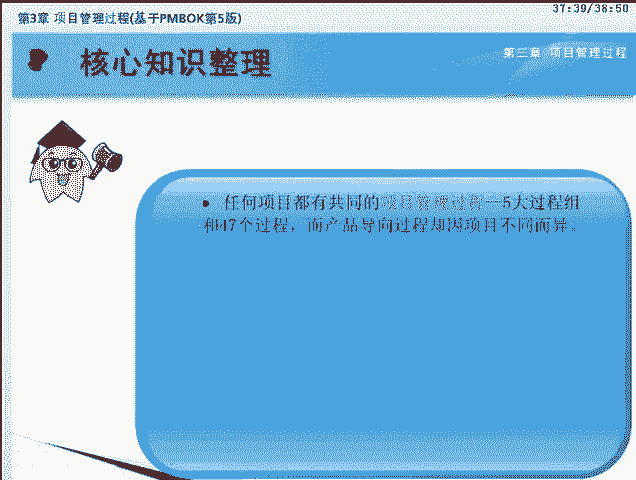 37:39/38:50
第3章 项目管理过程(基于PMBOK第5版)
第三章 项目管理过程
核心知识整理
任何项目都有共同的项目管理过程—5大过程组
和47个过程，而产品导向过程却因项目不同而异。